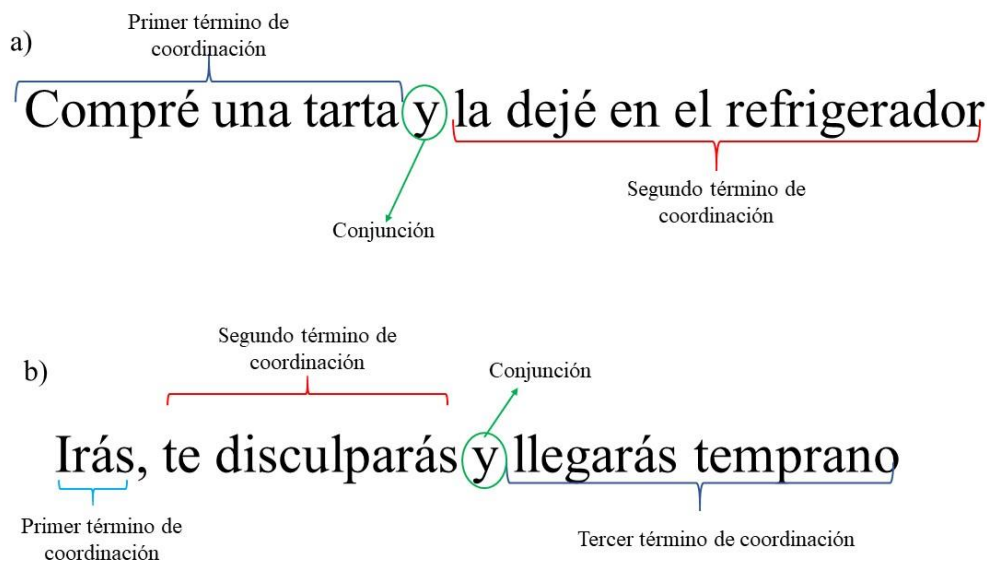 Primer término de
coordinación
a)
Compré una tarta y la dejé en el refrigerador
Segundo término de
coordinación
Conjunción
Segundo término de
coordinación
Conjunción
b)
Irás, te disculparás y llegarás temprano
Primer término de
coordinación
Tercer término de coordinación